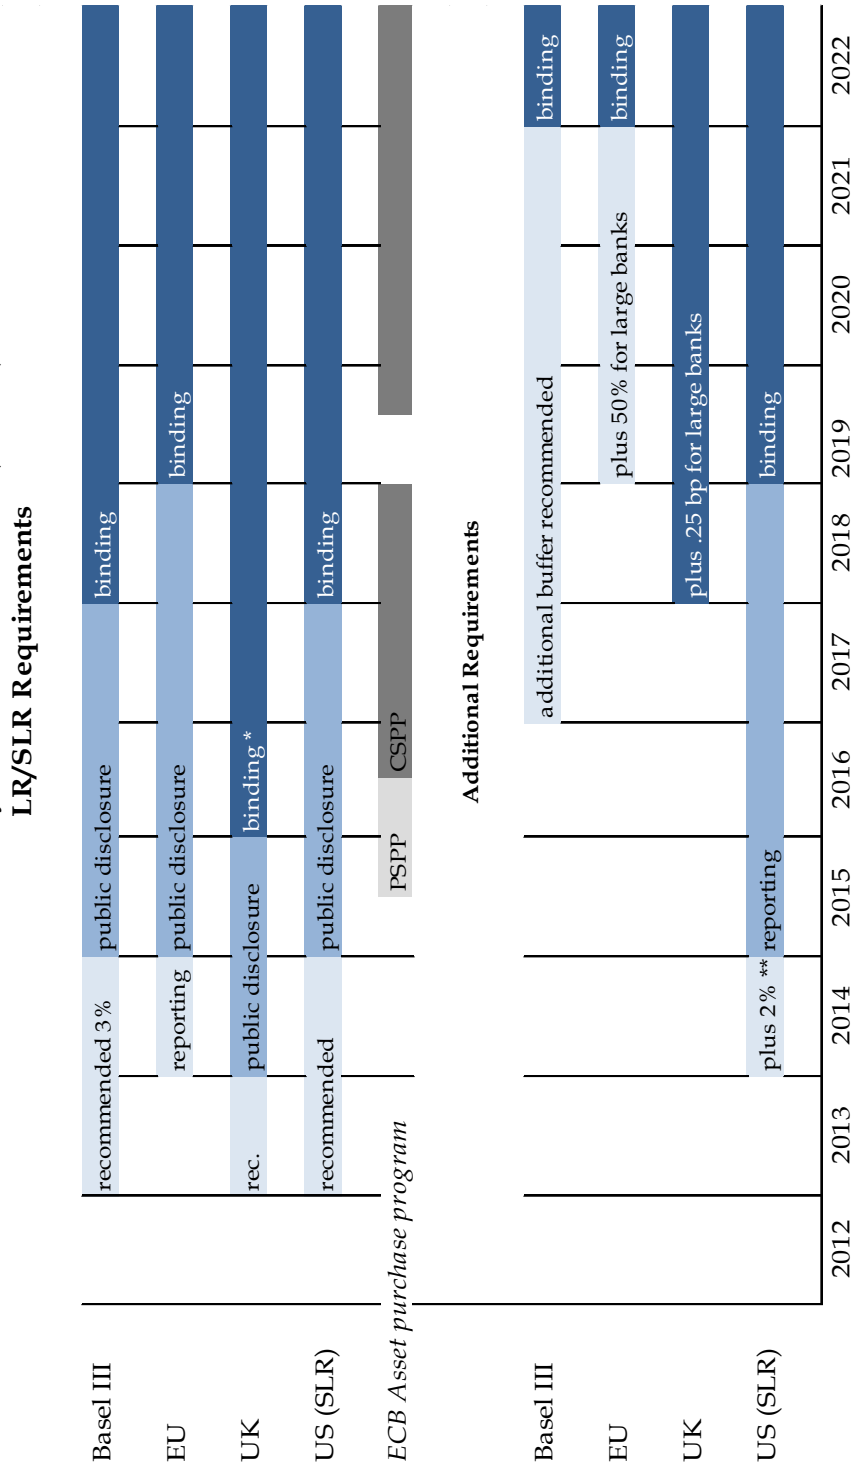 LR/SLR Requirements
Basel III
recommended 3%
public disclosure
binding
EU
reporting
public disclosure
binding
UK
rec.
public disclosure
binding *
US (SLR)
recommended
public disclosure
binding
ECB Asset purchase program
PSPP
CSPP
Additional Requirements
Basel III
additional buffer recommended
binding
EU
plus 50% for large banks
binding
UK
plus .25 bp for large banks
US (SLR)
plus 2% ** reporting
binding
2012 2013 2014 2015 2016 2017 2018 2019 2020 2021 2022